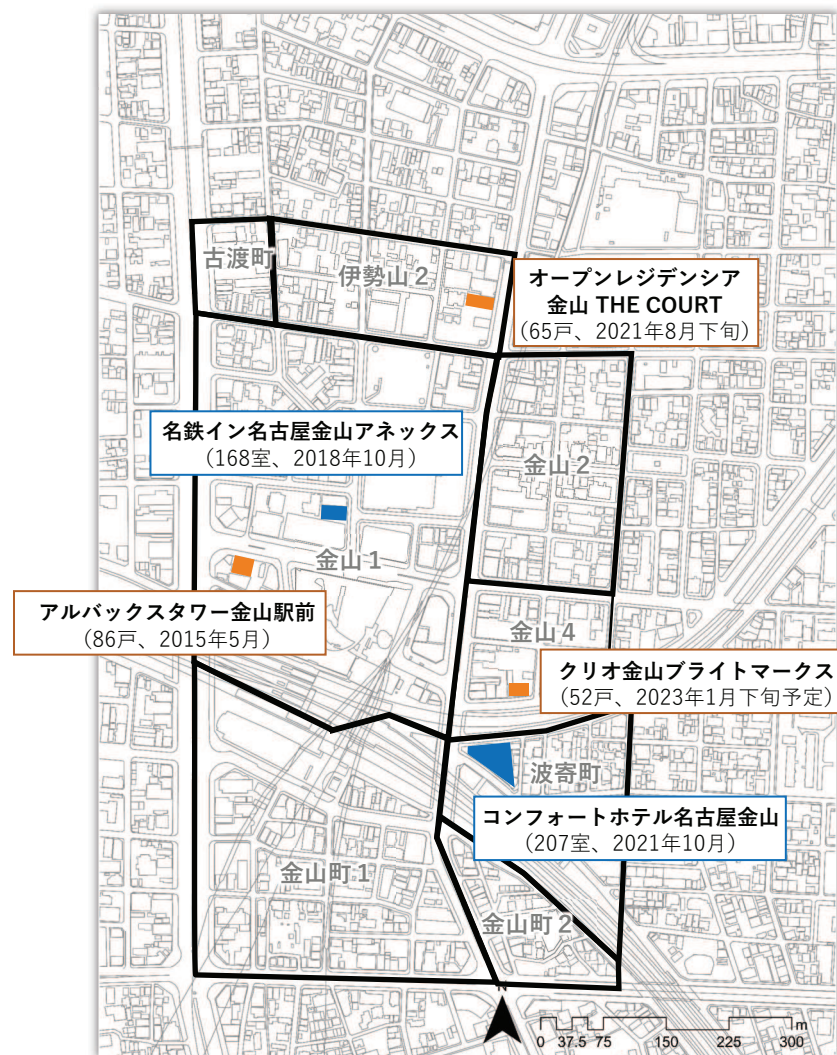 古渡町
伊勢山2
オープンレジデンシア
金山 THE COURT
(65戸、2021年8月下旬)
名鉄イン名古屋金山アネックス
(168室、2018年10月)
金山2
金山1
アルバックスタワー金山駅前
(86戸、2015年5月)
金山4
クリオ金山ブライトマークス
(52戸、2023年1月下旬予定)
波寄町
コンフォートホテル名古屋金山
(207室、2021年10月)
金山町1
金山町2
N
m
0 37.5 75 150 225 300